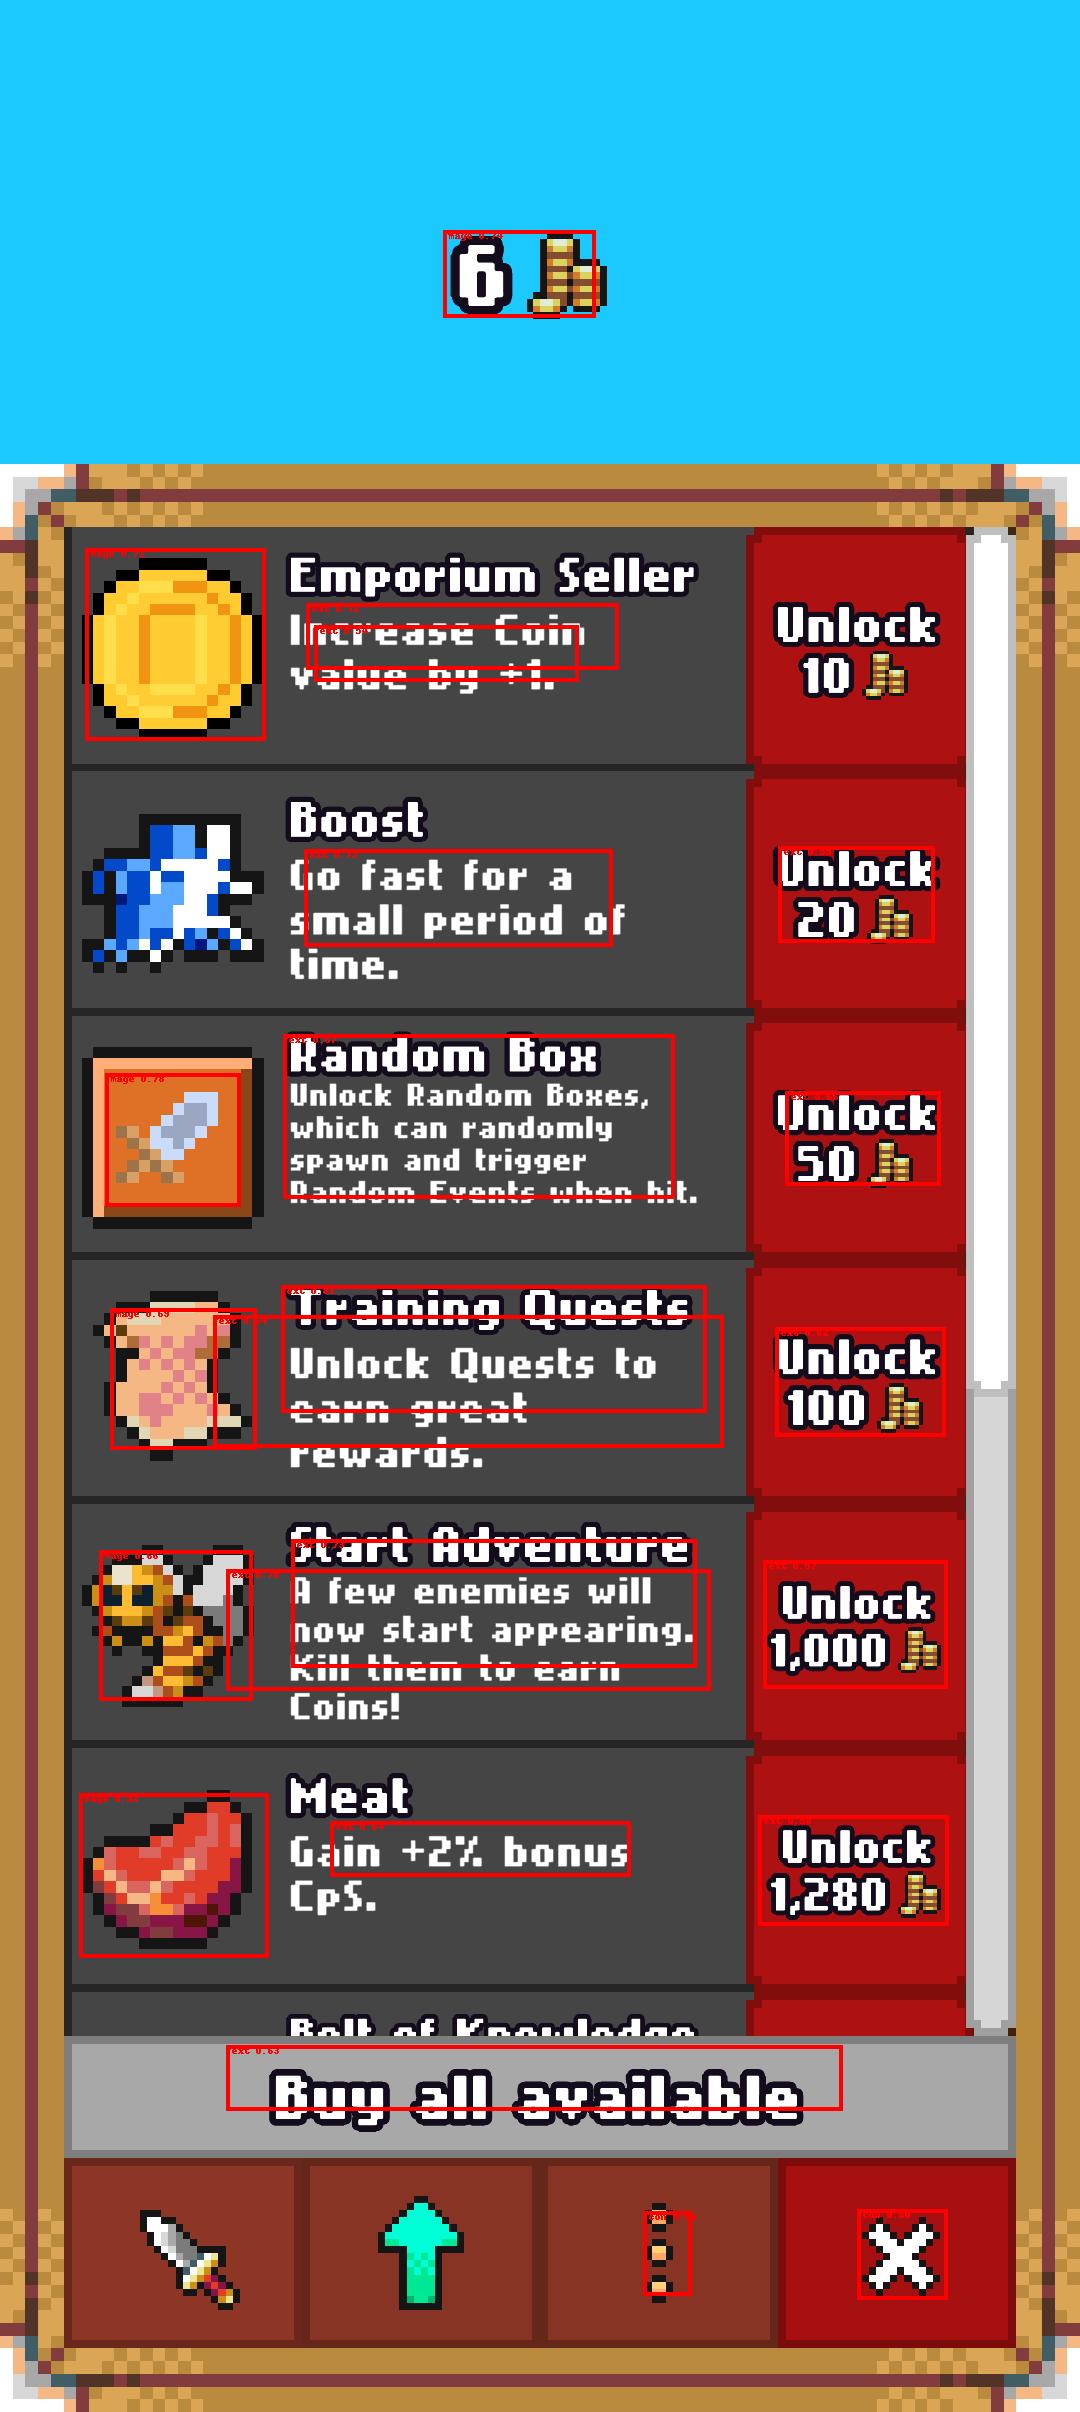 6
Emporium Seller
Increase Coin
value by +1.
Unlock
10
Boost
Go fast for a
small period of
time.
Unlock
20
Random Box
Unlock Random Boxes,
which can randomly
spawn and trigger
Random Events when hit.
Unlock
50
Training Quests
Unlock Quests to
earn great
rewards.
Unlock
100
Start Adventure
A few enemies will
now start appearing.
Kill them to earn
Coins!
Unlock
1,000
Meat
Gain +2% bonus
CpS.
Unlock
1,280
of Knowledge
Buy all available